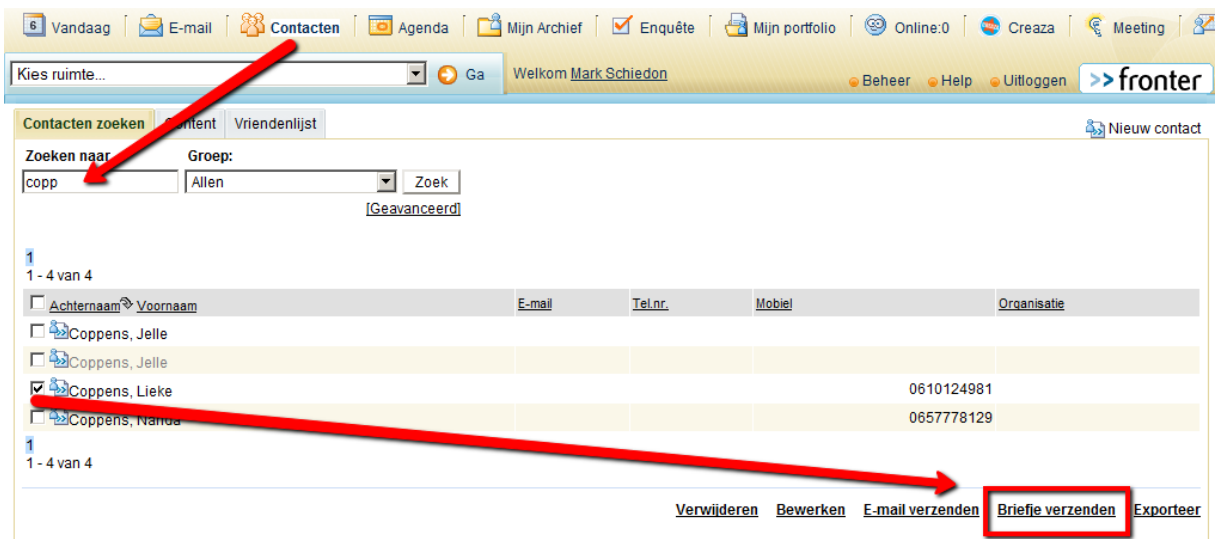 6 Vandaag E-mail Contacten Agenda Mijn Archief Enquête Mijn portfolio Online:0 Creaza Meeting
Kies ruimte... Ga Welkom Mark Schiedon Beheer Help Uitloggen >> fronter
Contacten zoeken Content Vriendenlijst Nieuw contact
Zoeken naar Groep:
copp Allen Zoek
[Geavanceerd]
1
1 - 4 van 4
Achternaam Voornaam E-mail Tel.nr. Mobiel Organisatie
Coppens, Jelle
Coppens, Jelle
Coppens, Lieke 0610124981
Coppens, Nanda 0657778129
1
1 - 4 van 4
Verwijderen Bewerken E-mail verzenden Briefje verzenden Exporteer